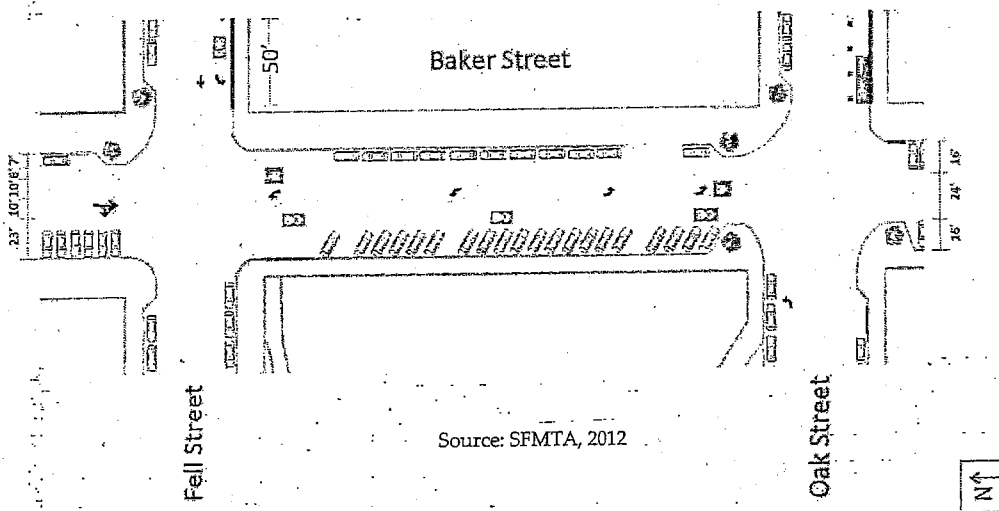 Baker Street
50'
23' 10' 10' 6' 7'
16'
24'
16'
Fell Street
Oak Street
Source: SFMTA, 2012
N